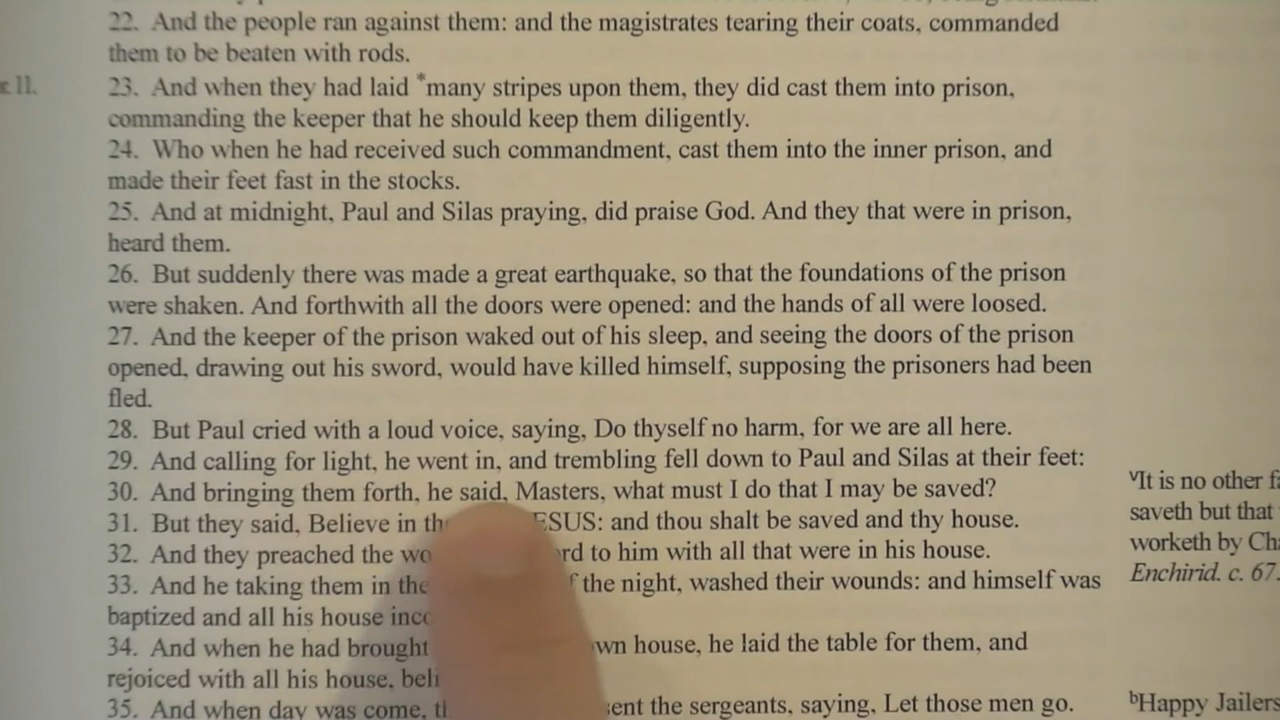 22. And the people ran against them: and the magistrates tearing their coats, commanded
them to be beaten with rods.
II.
23. And when they had laid *many stripes upon them, they did cast them into prison,
commanding the keeper that he should keep them diligently.
24. Who when he had received such commandment, cast them into the inner prison, and
made their feet fast in the stocks.
25. And at midnight, Paul and Silas praying, did praise God. And they that were in prison,
heard them.
26. But suddenly there was made a great earthquake, so that the foundations of the prison
were shaken. And forthwith all the doors were opened: and the hands of all were loosed.
27. And the keeper of the prison waked out of his sleep, and seeing the doors of the prison
opened, drawing out his sword, would have killed himself, supposing the prisoners had been
fled.
28. But Paul cried with a loud voice, saying, Do thyself no harm, for we are all here.
29. And calling for light, he went in, and trembling fell down to Paul and Silas at their feet:
30. And bringing them forth, he said, Masters, what must I do that I may be saved?
31. But they said, Believe in ESUS: and thou shalt be saved and thy house.
32. And they preached the to him with all that were in his house.
33. And he taking them in the the night, washed their wounds: and himself was
baptized and all his house
34. And when he had brought house, he laid the table for them, and
rejoiced with all his house,
35. And when day was come, the sergeants, saying, Let those men go.
vIt is no other
saveth but that
worketh by
Enchirid. c. 67.
bHappy Jailers